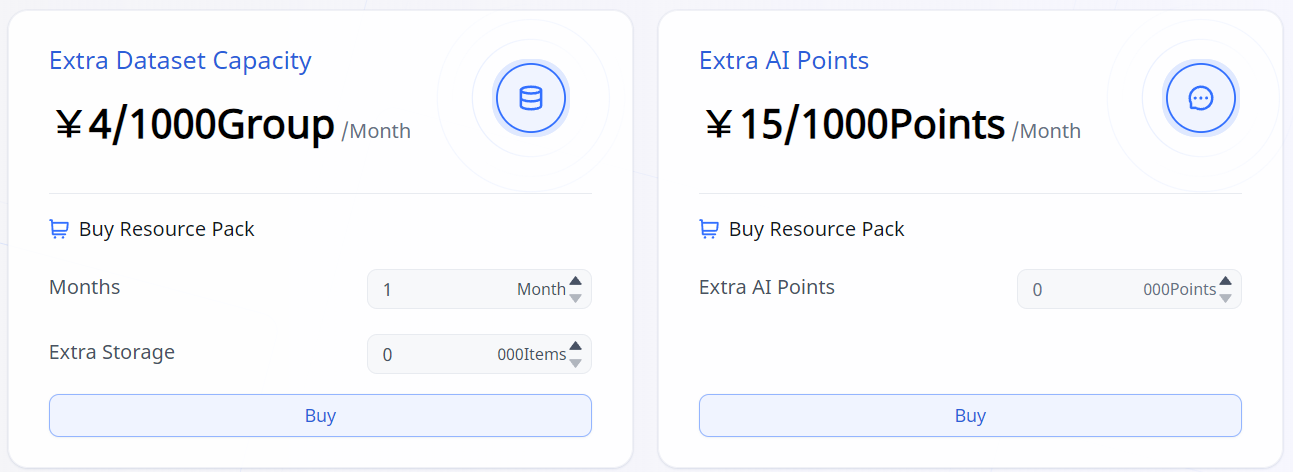 Extra Dataset Capacity
￥4/1000Group /Month
Buy Resource Pack
Months
1 Month
Extra Storage
0 000Items
Buy
Extra AI Points
￥15/1000Points /Month
Buy Resource Pack
Extra AI Points
0 000Points
Buy